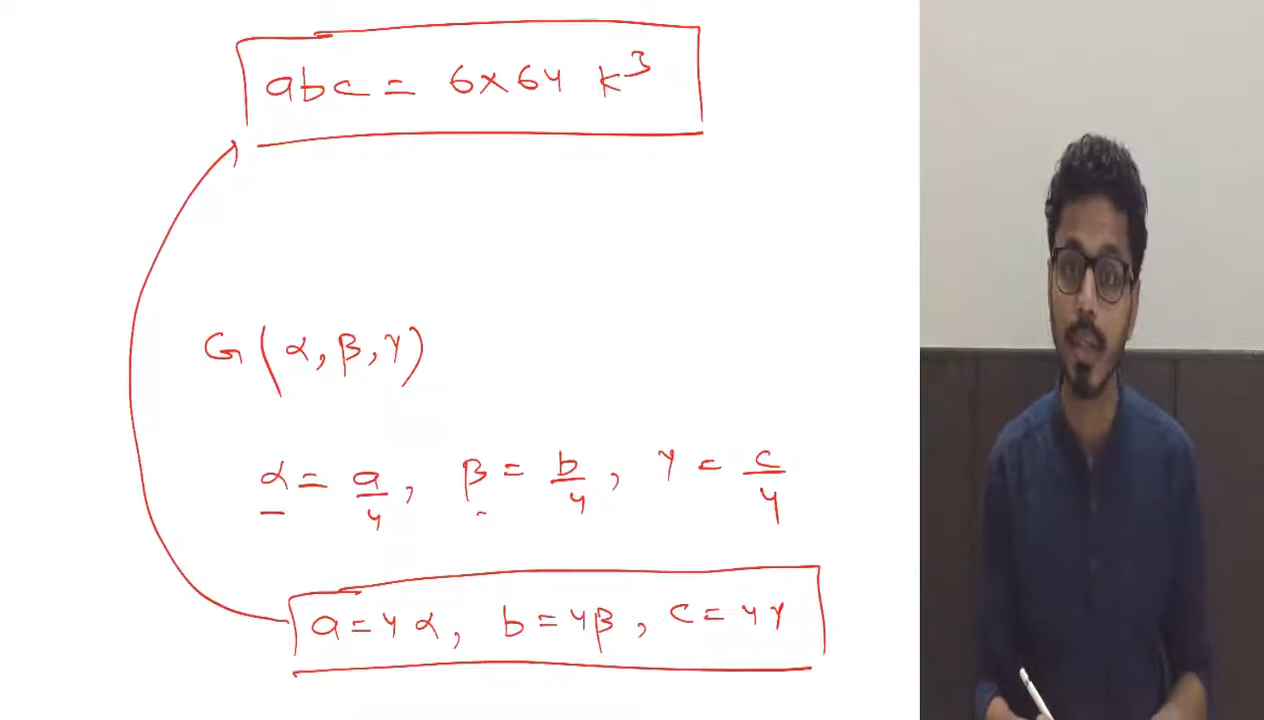 abc = 6×64 k³
G(α, β, γ)
α = a/4, β = b/4, γ = c/4
a = 4α, b = 4β, c = 4γ